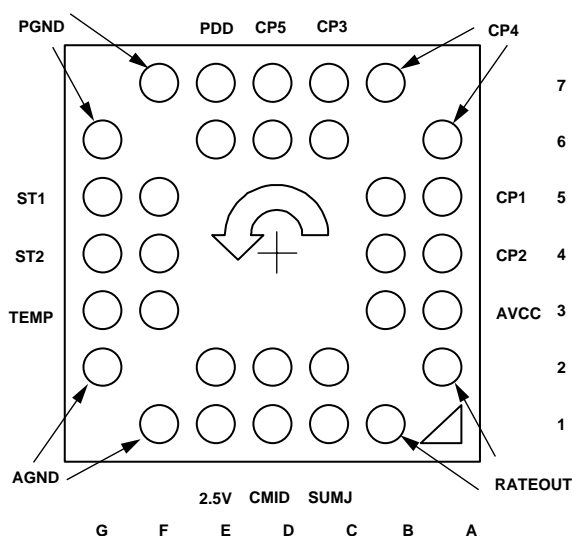 PGND PDD CP5 CP3 CP4
7
6
ST1 CP1 5
ST2 CP2 4
TEMP AVCC 3
2
1
AGND RATEOUT
2.5V CMID SUMJ
G F E D C B A